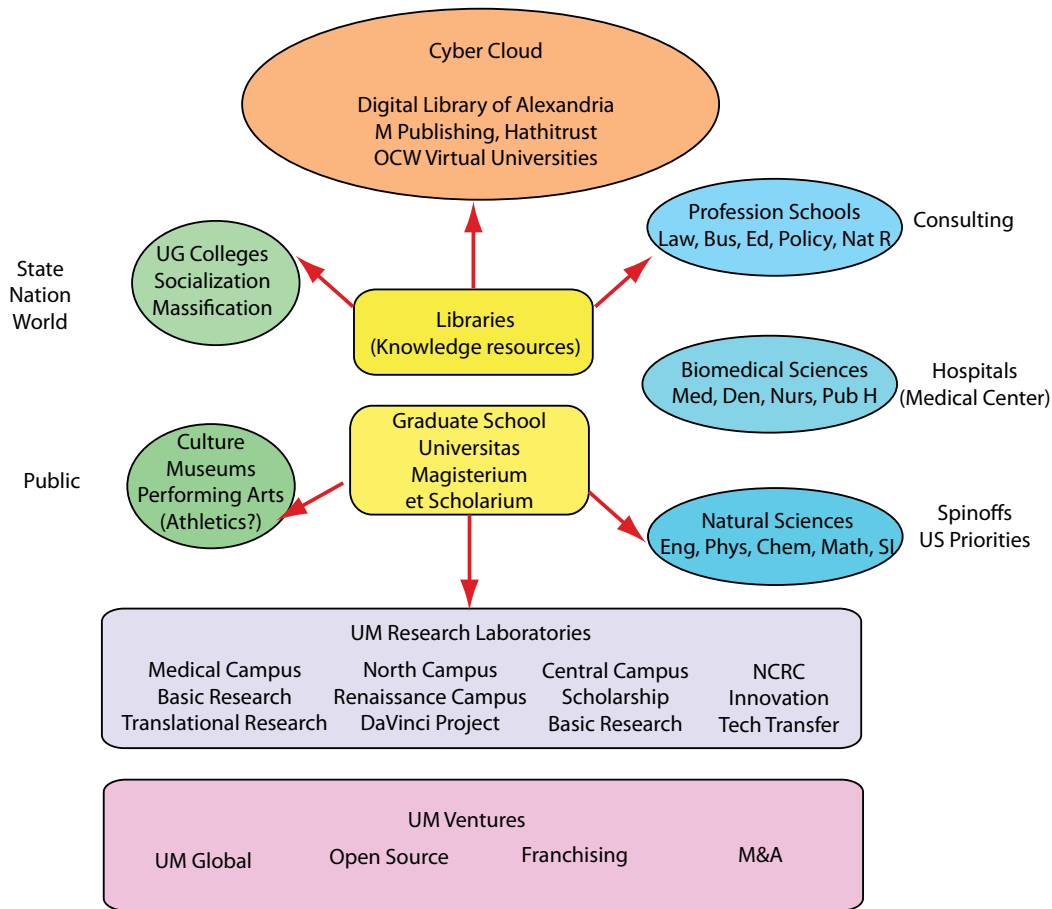 Cyber Cloud
Digital Library of Alexandria
M Publishing, Hathitrust
OCW Virtual Universities
State
Nation
World
UG Colleges
Socialization
Massification
Libraries
(Knowledge resources)
Profession Schools
Law, Bus, Ed, Policy, Nat R
Consulting
Biomedical Sciences
Med, Den, Nurs, Pub H
Hospitals
(Medical Center)
Public
Culture
Museums
Performing Arts
(Athletics?)
Graduate School
Universitas
Magisterium
et Scholarium
Natural Sciences
Eng, Phys, Chem, Math, SI
Spinoffs
US Priorities
UM Research Laboratories
Medical Campus
Basic Research
Translational Research
North Campus
Renaissance Campus
DaVinci Project
Central Campus
Scholarship
Basic Research
NCRC
Innovation
Tech Transfer
UM Ventures
UM Global
Open Source
Franchising
M&A